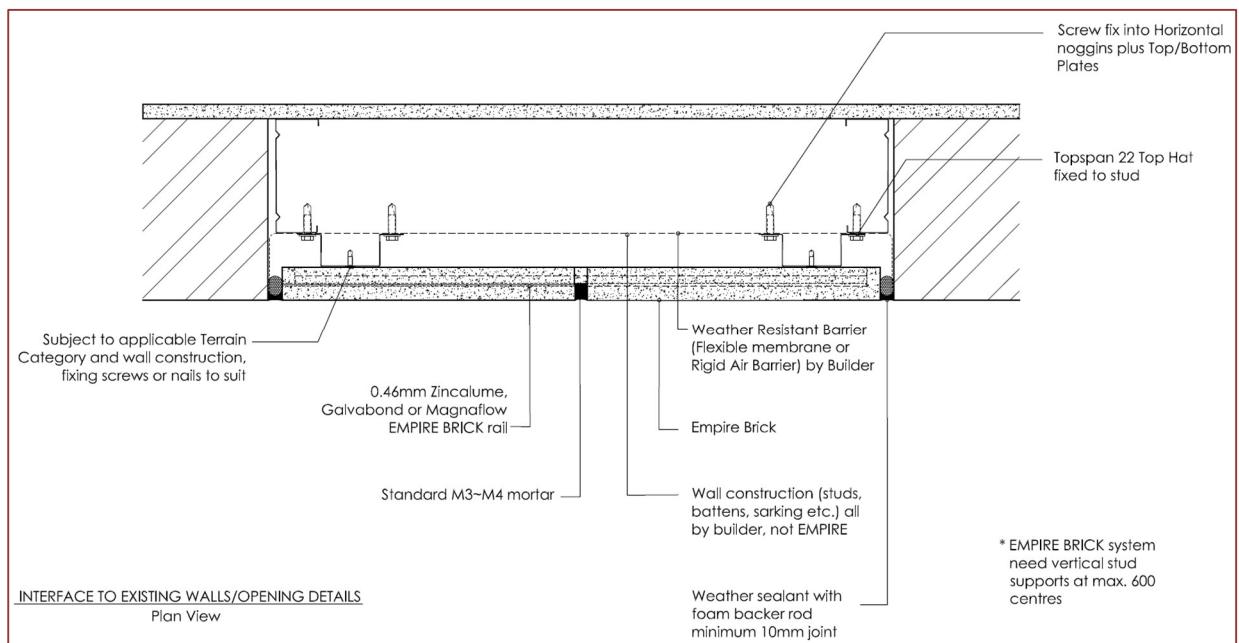 Screw fix into Horizontal
noggins plus Top/Bottom
Plates
Topspan 22 Top Hat
fixed to stud
Subject to applicable Terrain
Category and wall construction,
fixing screws or nails to suit
Weather Resistant Barrier
(Flexible membrane or
Rigid Air Barrier) by Builder
0.46mm Zincalume,
Galvabond or Magnaflow
EMPIRE BRICK rail
Empire Brick
Standard M3~M4 mortar
Wall construction (studs,
battens, sarking etc.) all
by builder, not EMPIRE
* EMPIRE BRICK system
need vertical stud
supports at max. 600
centres
INTERFACE TO EXISTING WALLS/OPENING DETAILS
Plan View
Weather sealant with
foam backer rod
minimum 10mm joint